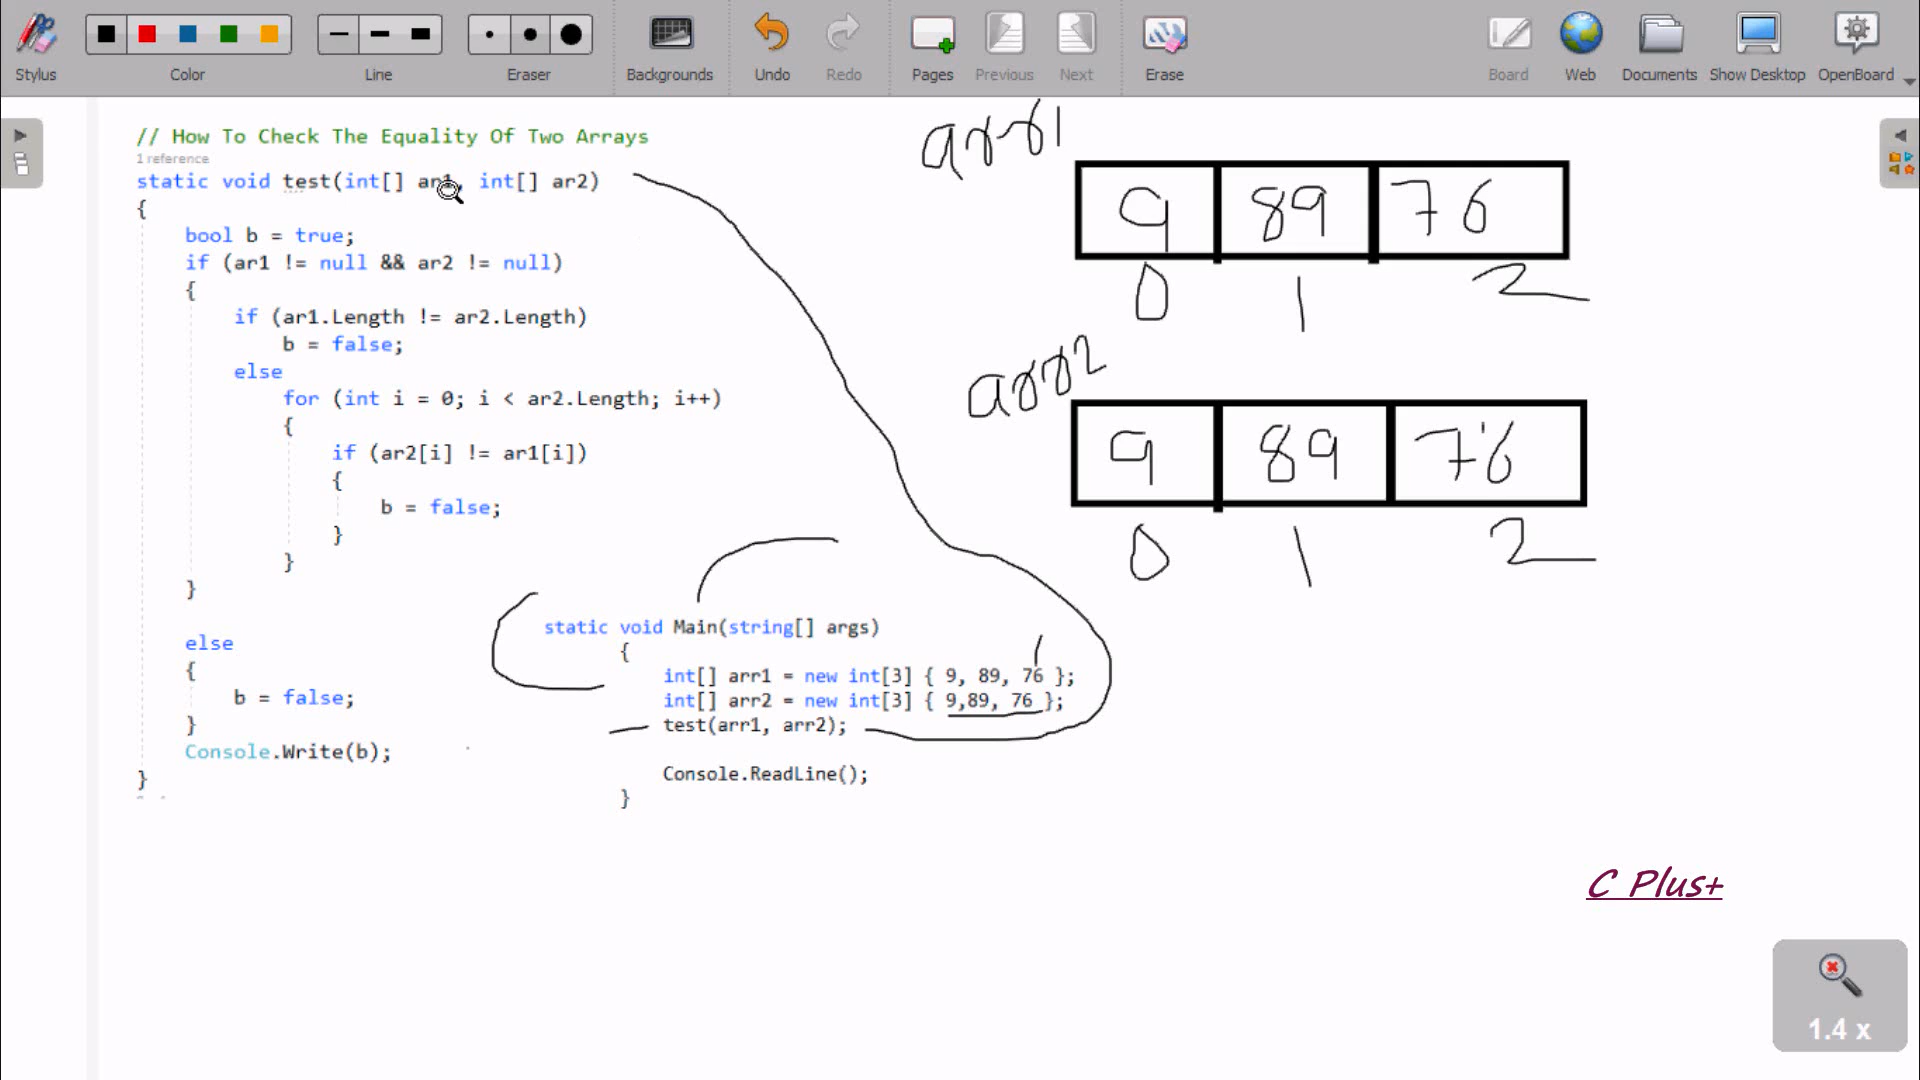 Stylus
Color
Line
Eraser
Backgrounds
Undo
Redo
Pages
Previous
Next
Erase
Board
Web
Documents
Show Desktop
OpenBoard
// How To Check The Equality Of Two Arrays
1 reference
static void test(int[] ar1, int[] ar2)
{
bool b = true;
if (ar1 != null && ar2 != null)
{
if (ar1.Length != ar2.Length)
b = false;
else
for (int i = 0; i < ar2.Length; i++)
{
if (ar2[i] != ar1[i])
{
b = false;
}
}
}
else
{
b = false;
}
Console.Write(b);
}
static void Main(string[] args)
{
int[] arr1 = new int[3] { 9, 89, 76 };
int[] arr2 = new int[3] { 9,89, 76 };
test(arr1, arr2);
Console.ReadLine();
}
arr1
9 89 76
0 1 2
arr2
9 89 76
0 1 2
C Plus+
1.4 x